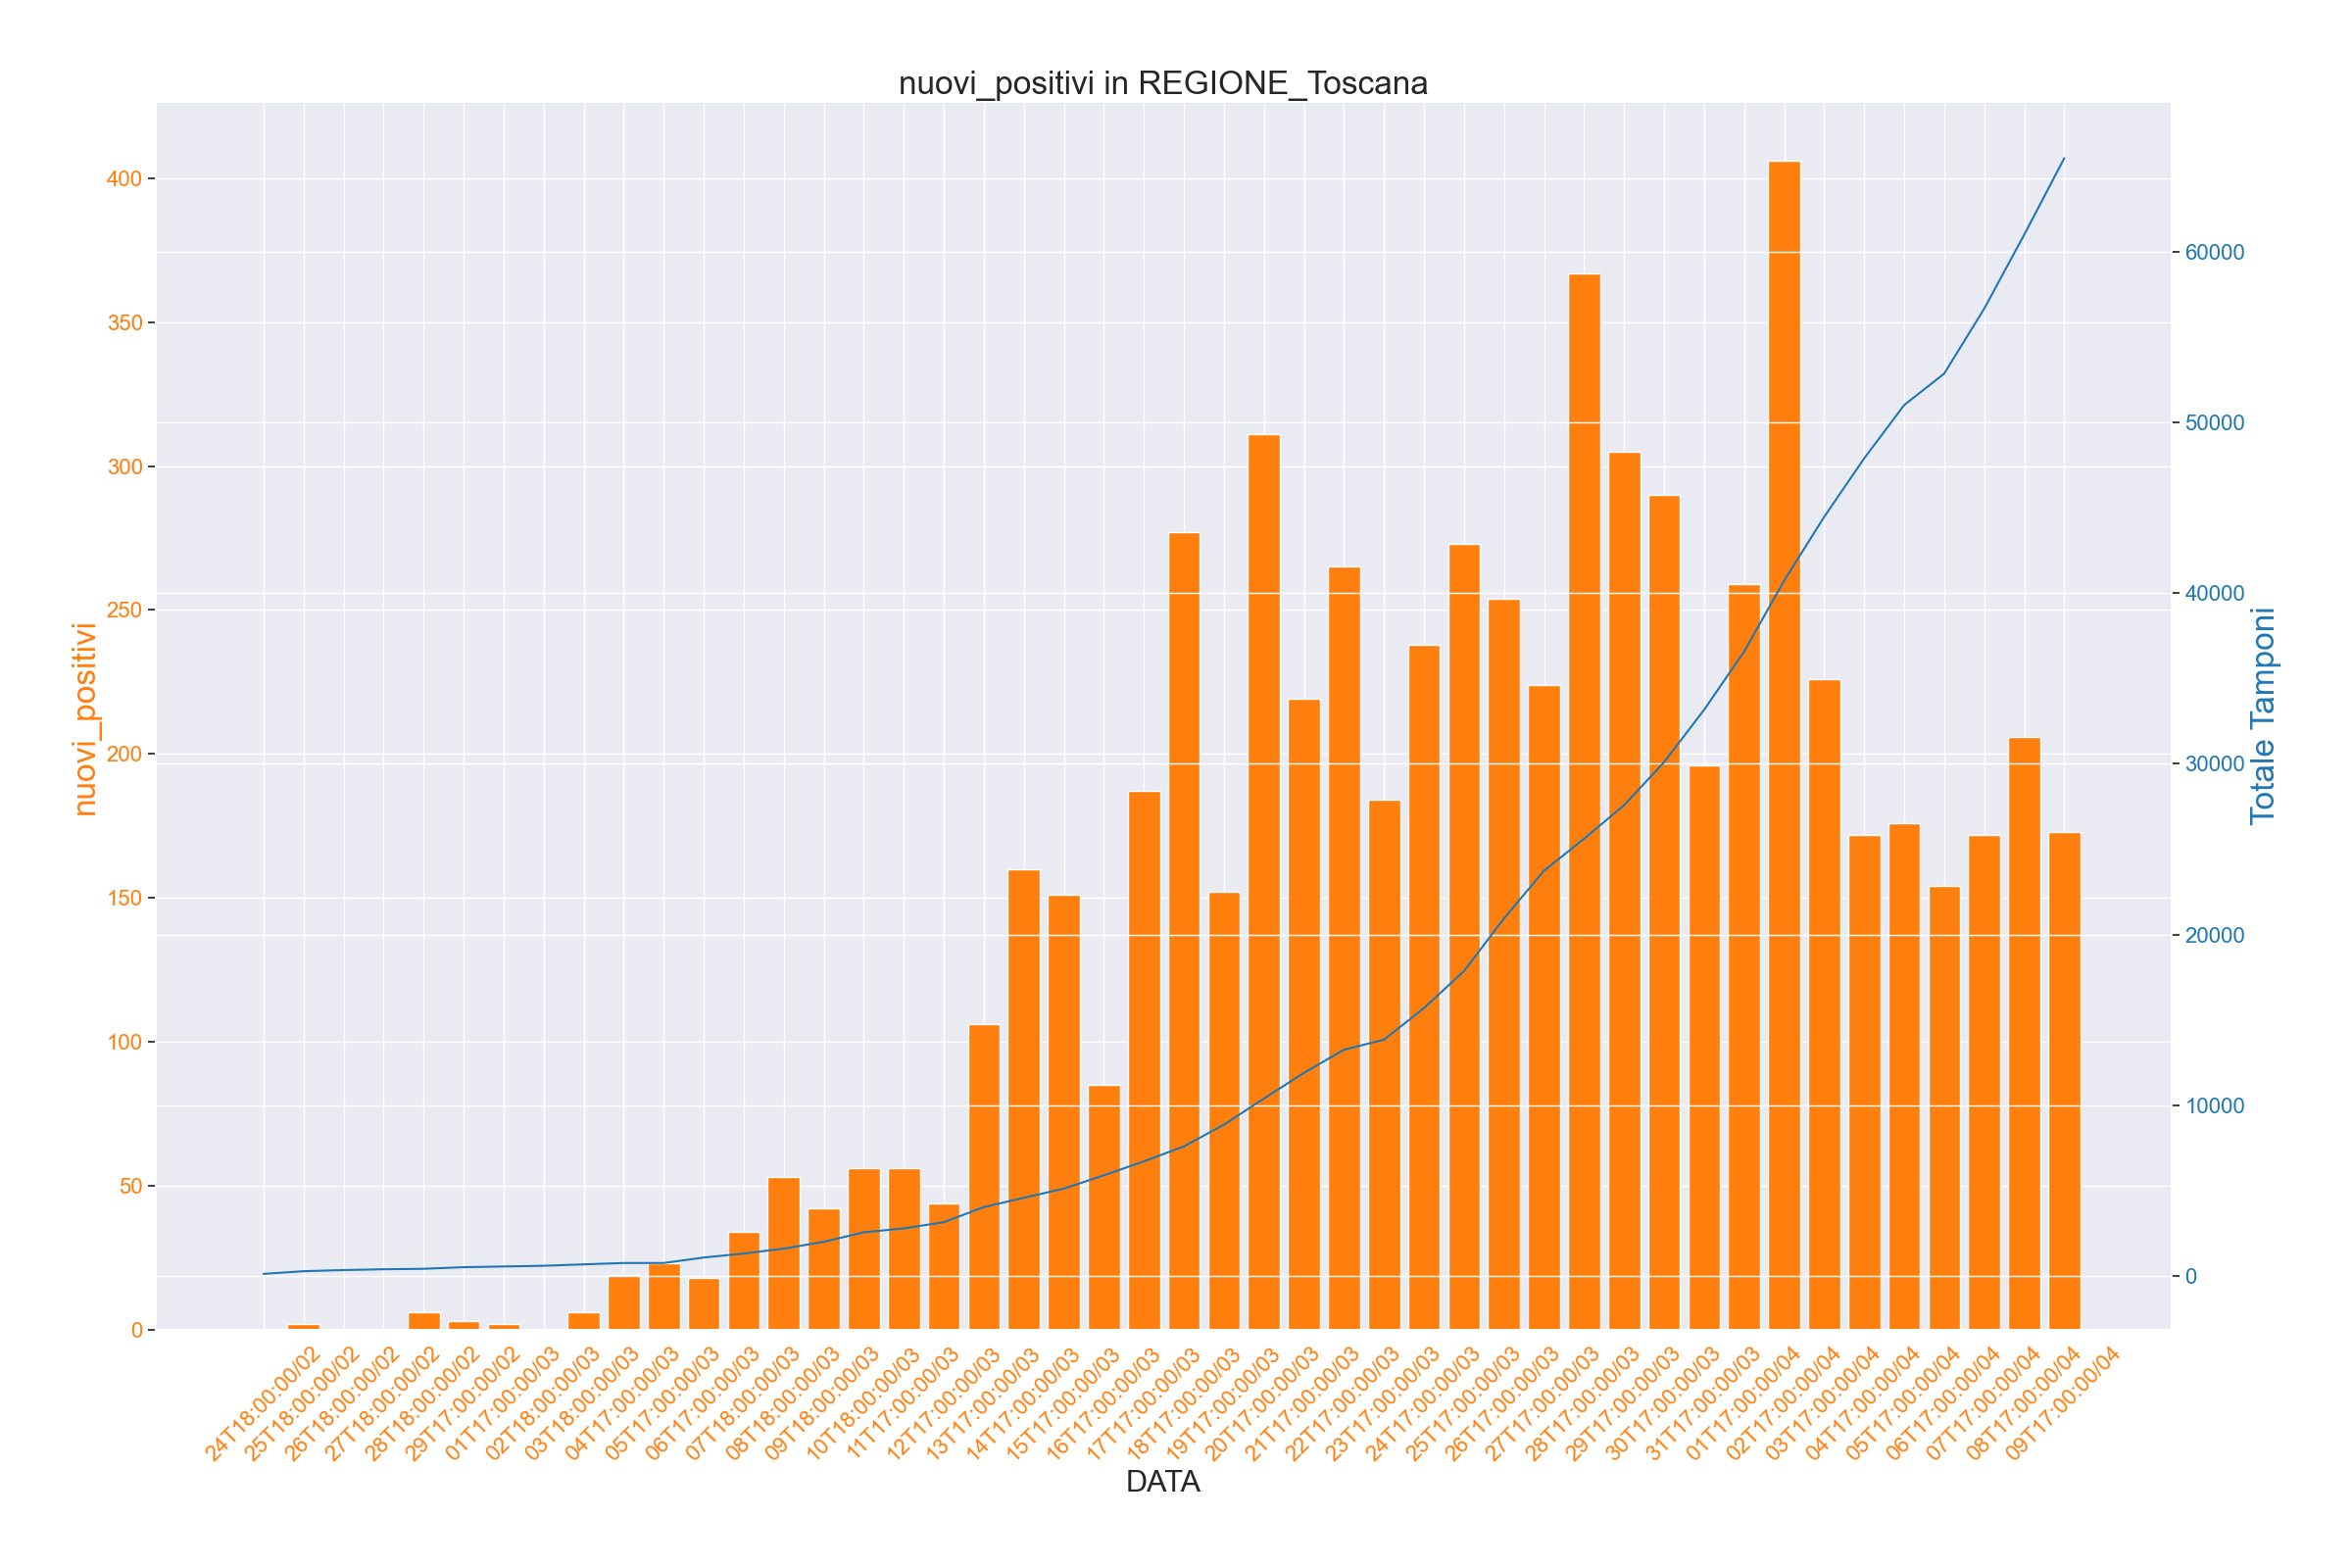 nuovi_positivi in REGIONE_Toscana
400
350
300
250
200
150
100
50
0
nuovi_positivi
60000
50000
40000
30000
20000
10000
0
Totale Tamponi
24T18:00:00/02
25T18:00:00/02
26T18:00:00/02
27T18:00:00/02
28T18:00:00/02
29T17:00:00/02
01T17:00:00/03
02T18:00:00/03
03T18:00:00/03
04T17:00:00/03
05T17:00:00/03
06T17:00:00/03
07T18:00:00/03
08T18:00:00/03
09T18:00:00/03
10T18:00:00/03
11T17:00:00/03
12T17:00:00/03
13T17:00:00/03
14T17:00:00/03
15T17:00:00/03
16T17:00:00/03
17T17:00:00/03
18T17:00:00/03
19T17:00:00/03
20T17:00:00/03
21T17:00:00/03
22T17:00:00/03
23T17:00:00/03
24T17:00:00/03
25T17:00:00/03
26T17:00:00/03
27T17:00:00/03
28T17:00:00/03
29T17:00:00/03
30T17:00:00/03
31T17:00:00/03
01T17:00:00/04
02T17:00:00/04
03T17:00:00/04
04T17:00:00/04
05T17:00:00/04
06T17:00:00/04
07T17:00:00/04
08T17:00:00/04
09T17:00:00/04
DATA